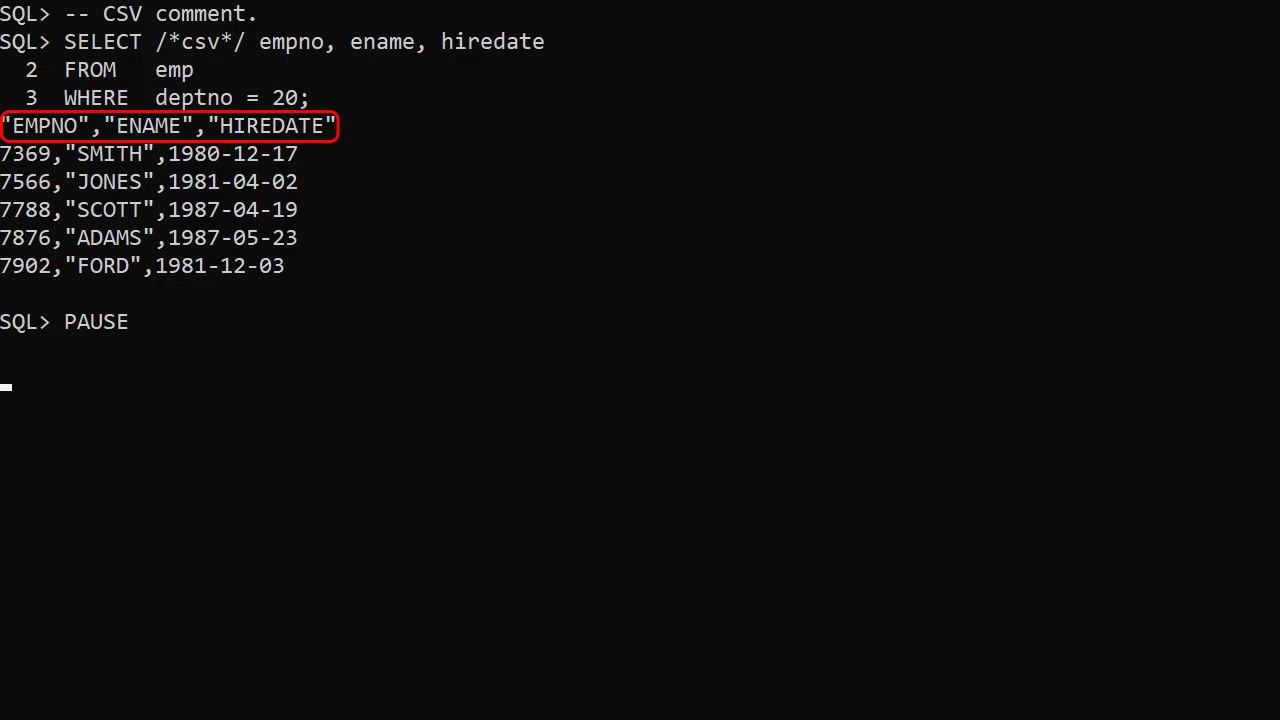 SQL> -- CSV comment.
SQL> SELECT /*csv*/ empno, ename, hiredate
  2  FROM   emp
  3  WHERE  deptno = 20;
"EMPNO","ENAME","HIREDATE"
7369,"SMITH",1980-12-17
7566,"JONES",1981-04-02
7788,"SCOTT",1987-04-19
7876,"ADAMS",1987-05-23
7902,"FORD",1981-12-03
SQL> PAUSE